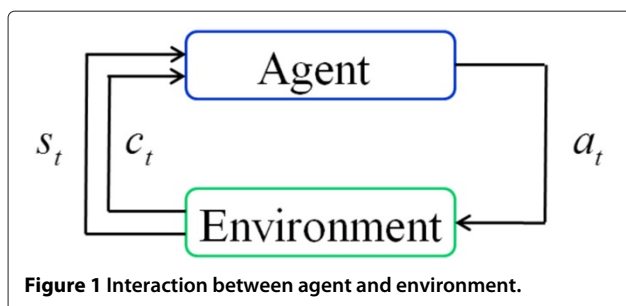 Agent
s_t c_t a_t
Environment
Figure 1 Interaction between agent and environment.